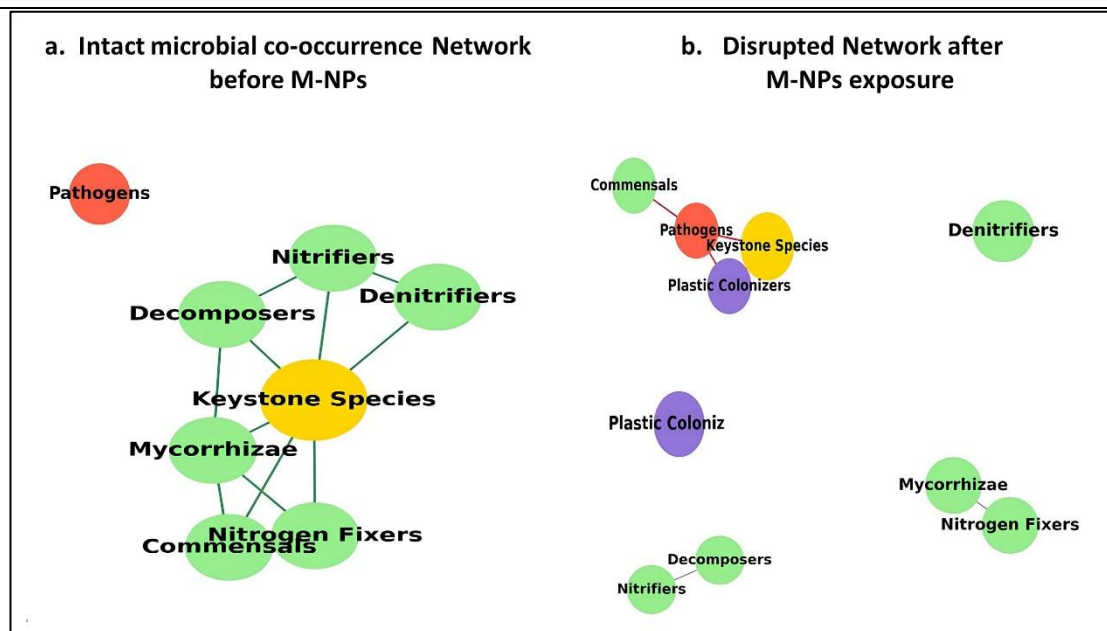 a. Intact microbial co-occurrence Network
before M-NPs
Pathogens
Nitrifiers
Denitrifiers
Decomposers
Keystone Species
Mycorrhizae
Nitrogen Fixers
Commensals
b. Disrupted Network after
M-NPs exposure
Commensals
Pathogens
Keystone Species
Plastic Colonizers
Denitrifiers
Plastic Coloniz
Mycorrhizae
Nitrogen Fixers
Decomposers
Nitrifiers